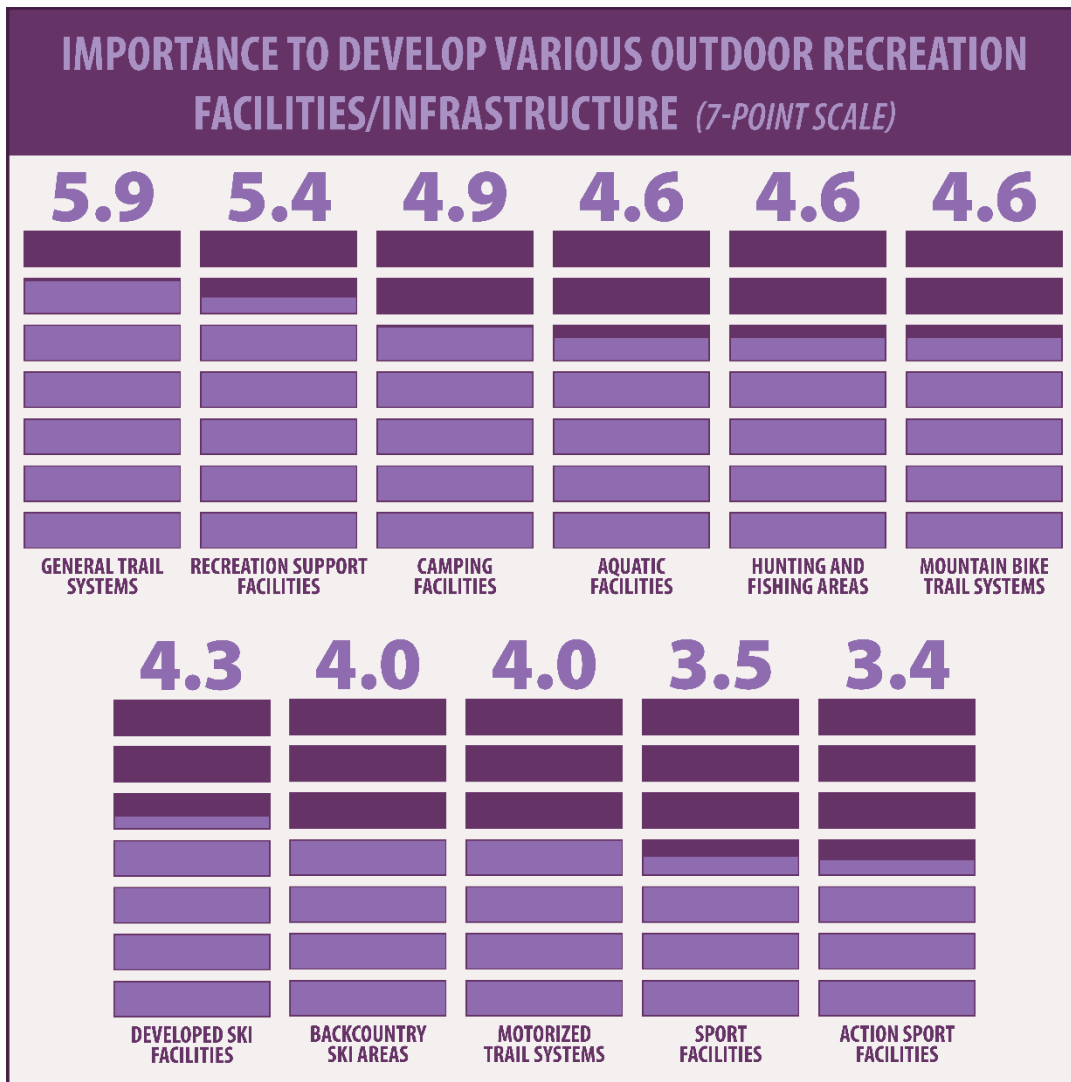 IMPORTANCE TO DEVELOP VARIOUS OUTDOOR RECREATION
FACILITIES/INFRASTRUCTURE (7-POINT SCALE)
5.9 5.4 4.9 4.6 4.6 4.6
GENERAL TRAIL SYSTEMS
RECREATION SUPPORT FACILITIES
CAMPING FACILITIES
AQUATIC FACILITIES
HUNTING AND FISHING AREAS
MOUNTAIN BIKE TRAIL SYSTEMS
4.3 4.0 4.0 3.5 3.4
DEVELOPED SKI FACILITIES
BACKCOUNTRY SKI AREAS
MOTORIZED TRAIL SYSTEMS
SPORT FACILITIES
ACTION SPORT FACILITIES